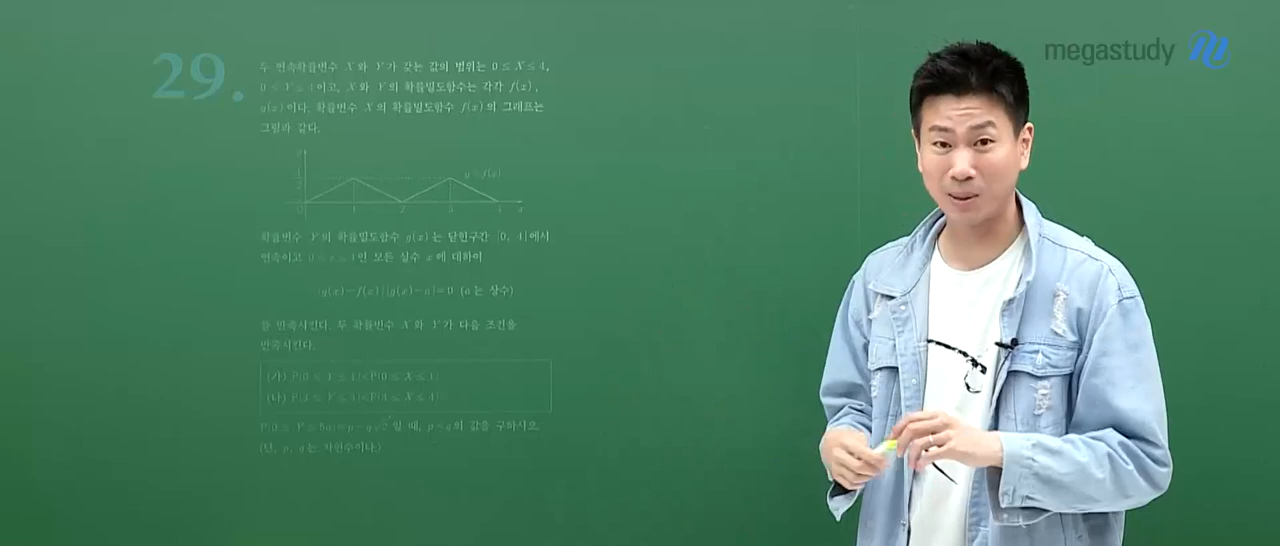 megastudy
29.
두 연속확률변수 X와 Y가 갖는 값의 범위는 0≤X≤4,
0≤Y≤4이고, X와 Y의 확률밀도함수는 각각 f(x),
g(x)이다. 확률변수 X의 확률밀도함수 f(x)의 그래프는
그림과 같다.
y=f(x)
0 1 2 3 4 x
확률변수 Y의 확률밀도함수 g(x)는 닫힌구간 [0, 4]에서
연속이고 0≤x≤4인 모든 실수 x에 대하여
{g(x)-f(x)}{g(x)-a}=0 (a는 상수)
를 만족시킨다. 두 확률변수 X와 Y가 다음 조건을
만족시킨다.
(가) P(0≤Y≤1)<P(0≤X≤1)
(나) P(3≤Y≤4)<P(3≤X≤4)
일 때, 의 값을 구하시오.
(단, p, q는 자연수이다.)